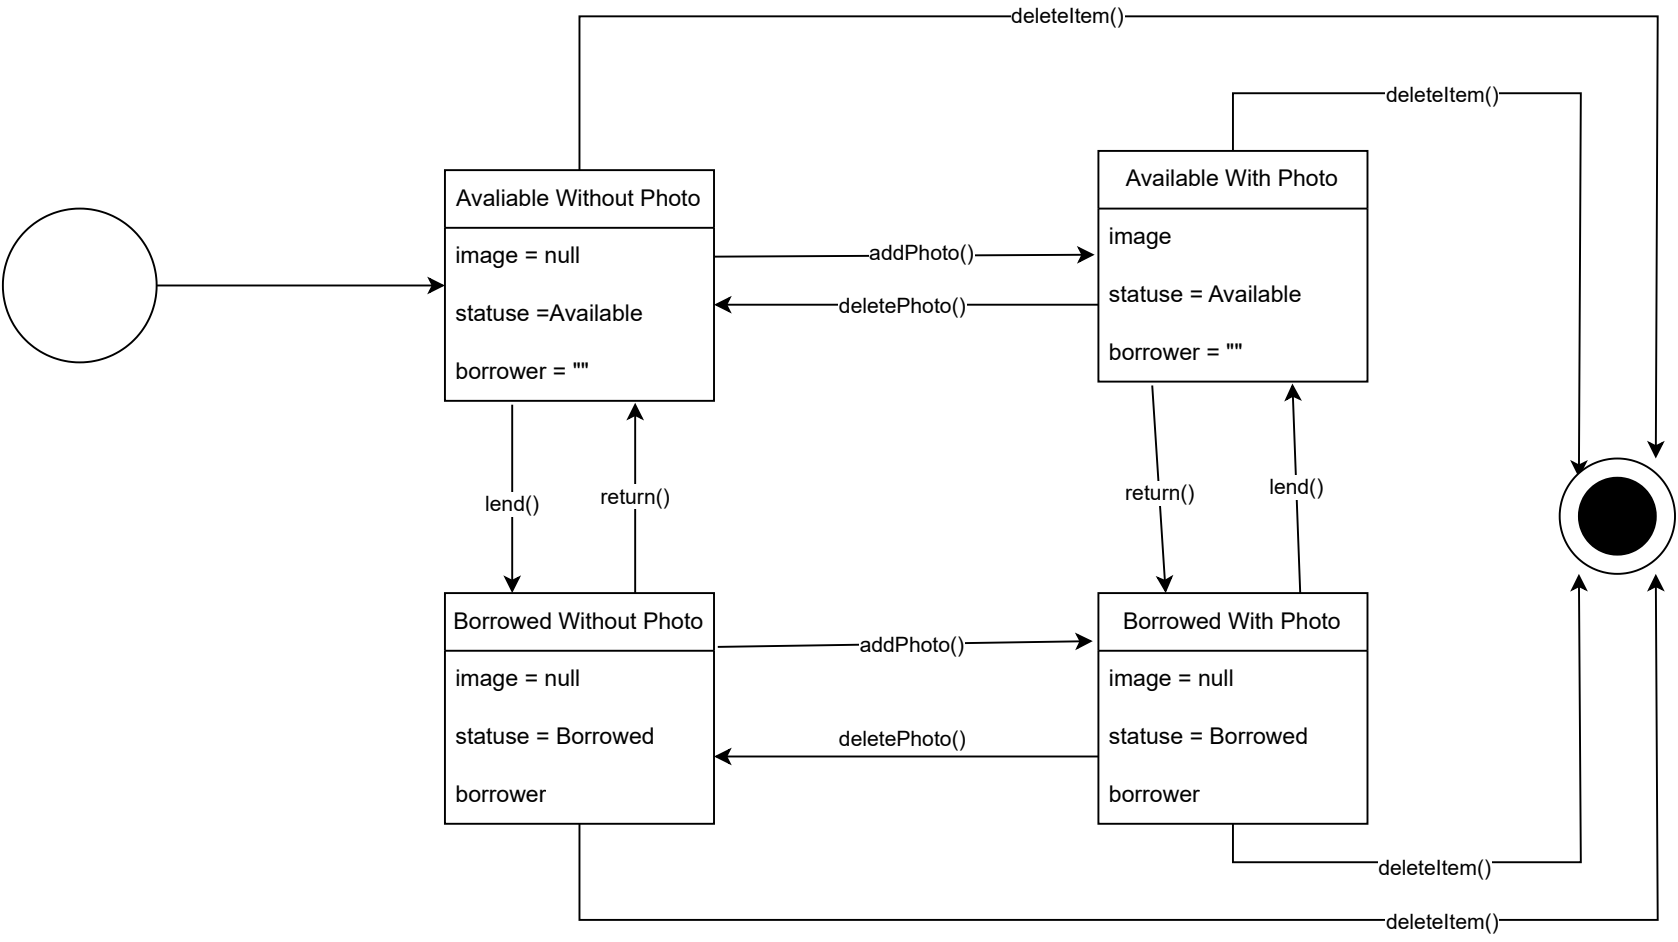 deleteItem()
deleteItem()
Avaliable Without Photo
image = null
statuse =Available
borrower = ""
addPhoto()
deletePhoto()
Available With Photo
image
statuse = Available
borrower = ""
lend()
return()
return()
lend()
Borrowed Without Photo
image = null
statuse = Borrowed
borrower
addPhoto()
deletePhoto()
Borrowed With Photo
image = null
statuse = Borrowed
borrower
deleteItem()
deleteItem()